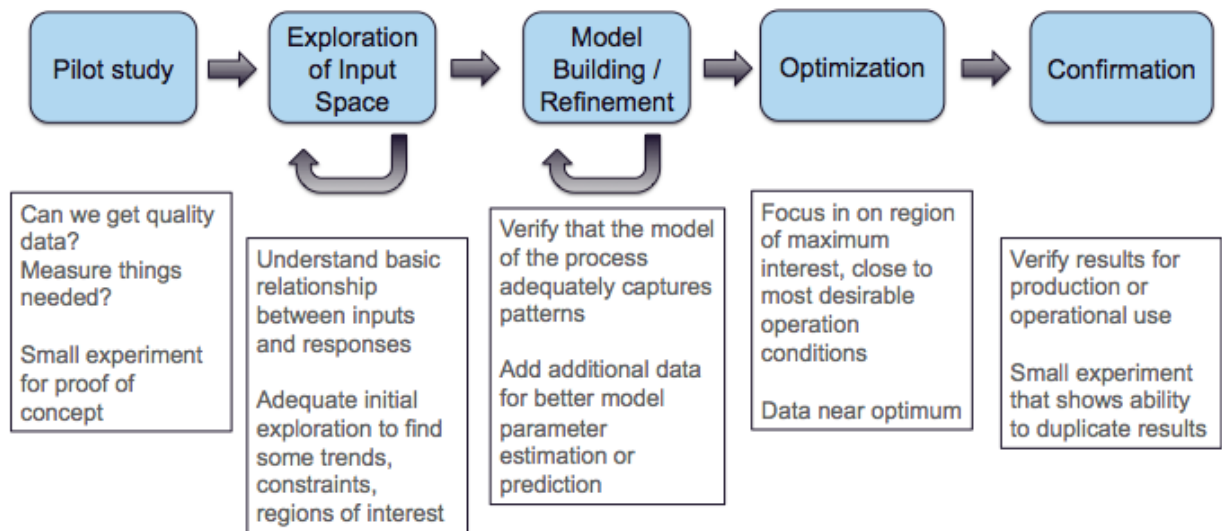 Pilot study
Exploration
of Input
Space
Model
Building /
Refinement
Optimization
Confirmation
Can we get quality
data?
Measure things
needed?
Small experiment
for proof of
concept
Understand basic
relationship
between inputs
and responses
Adequate initial
exploration to find
some trends,
constraints,
regions of interest
Verify that the model
of the process
adequately captures
patterns
Add additional data
for better model
parameter
estimation or
prediction
Focus in on region
of maximum
interest, close to
most desirable
operation
conditions
Data near optimum
Verify results for
production or
operational use
Small experiment
that shows ability
to duplicate results